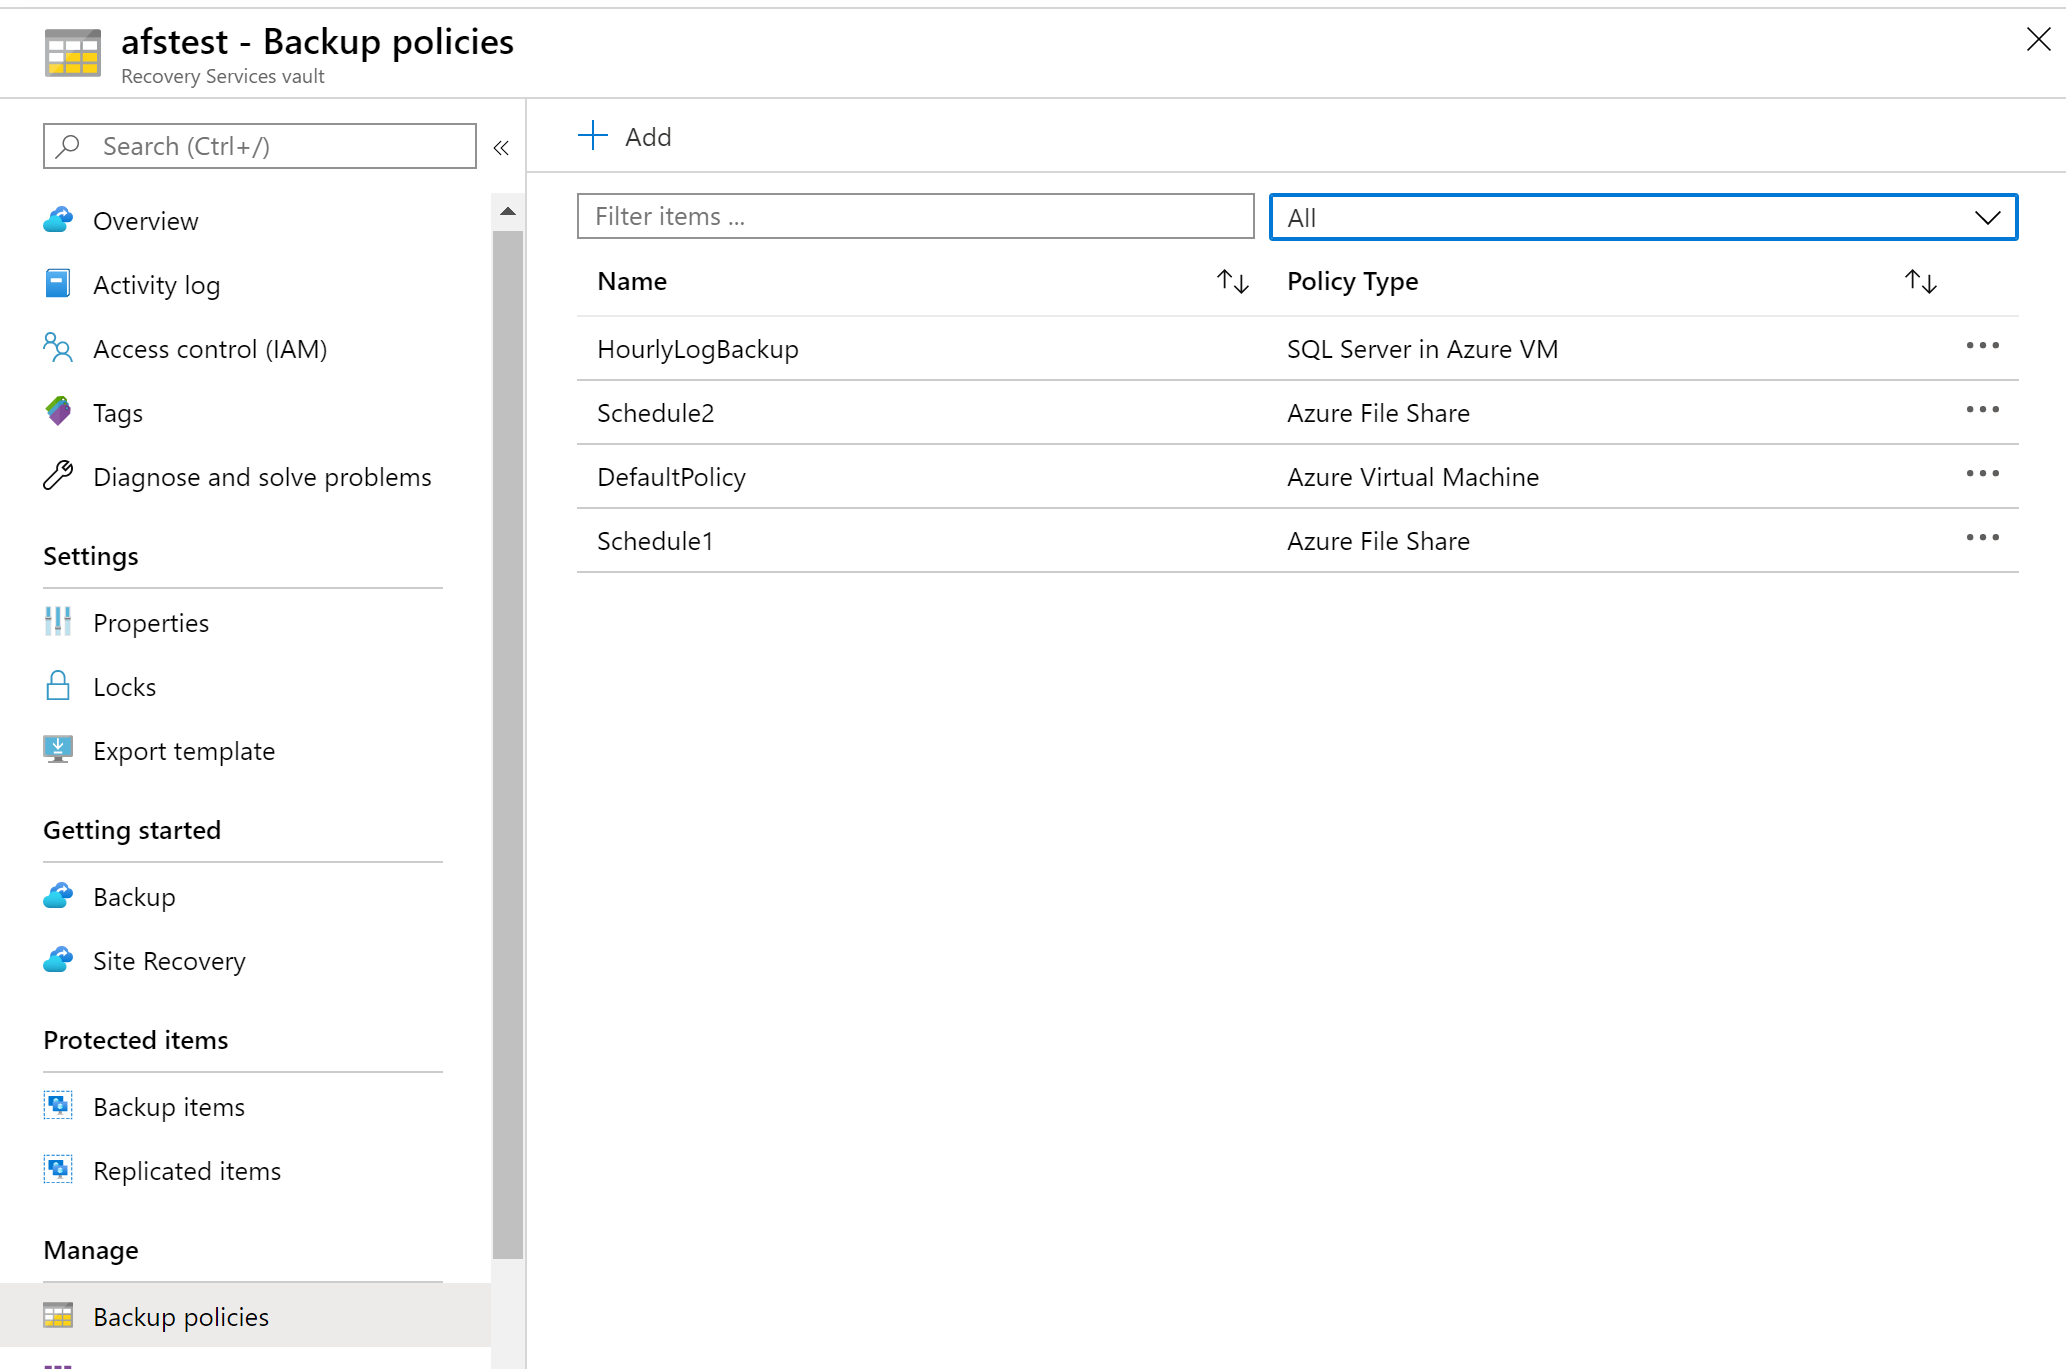 afstest - Backup policies
Recovery Services vault
Search (Ctrl+/)
Overview
Activity log
Access control (IAM)
Tags
Diagnose and solve problems
Settings
Properties
Locks
Export template
Getting started
Backup
Site Recovery
Protected items
Backup items
Replicated items
Manage
Backup policies
Add
Filter items ...
All
Name Policy Type
HourlyLogBackup SQL Server in Azure VM
Schedule2 Azure File Share
DefaultPolicy Azure Virtual Machine
Schedule1 Azure File Share